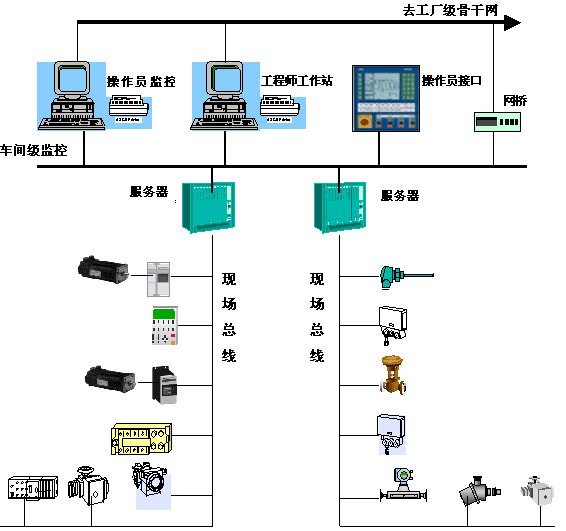 去工厂级骨干网
操作员监控
工程师工作站
操作员接口
网桥
车间级监控
服务器
服务器
现场总线
现场总线